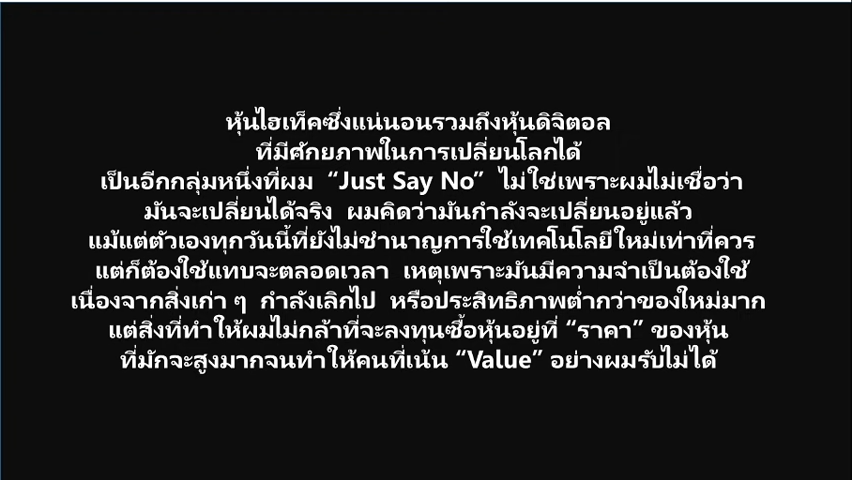 หุ้นไฮเท็คซึ่งแน่นอนรวมถึงหุ้นดิจิตอล
ที่มีศักยภาพในการเปลี่ยนโลกได้
เป็นอีกกลุ่มหนึ่งที่ผม “Just Say No” ไม่ใช่เพราะผมไม่เชื่อว่า
มันจะเปลี่ยนได้จริง ผมคิดว่ามันกำลังจะเปลี่ยนอยู่แล้ว
แม้แต่ตัวเองทุกวันนี้ที่ยังไม่ชำนาญการใช้เทคโนโลยีใหม่เท่าที่ควร
แต่ก็ต้องใช้แทบจะตลอดเวลา เหตุเพราะมันมีความจำเป็นต้องใช้
เนื่องจากสิ่งเก่า ๆ กำลังเลิกไป หรือประสิทธิภาพต่ำกว่าของใหม่มาก
แต่สิ่งที่ทำให้ผมไม่กล้าที่จะลงทุนซื้อหุ้นอยู่ที่ “ราคา” ของหุ้น
ที่มักจะสูงมากจนทำให้คนที่เน้น “Value” อย่างผมรับไม่ได้